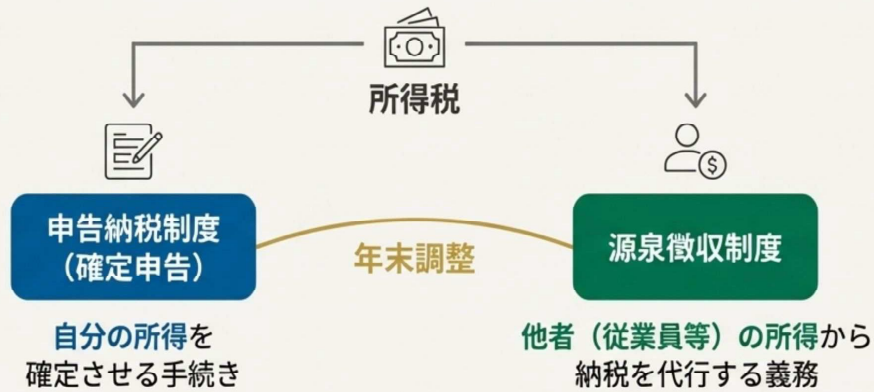 所得税
申告納税制度
（確定申告）
年末調整
源泉徴収制度
自分の所得を
確定させる手続き
他者（従業員等）の所得から
納税を代行する義務